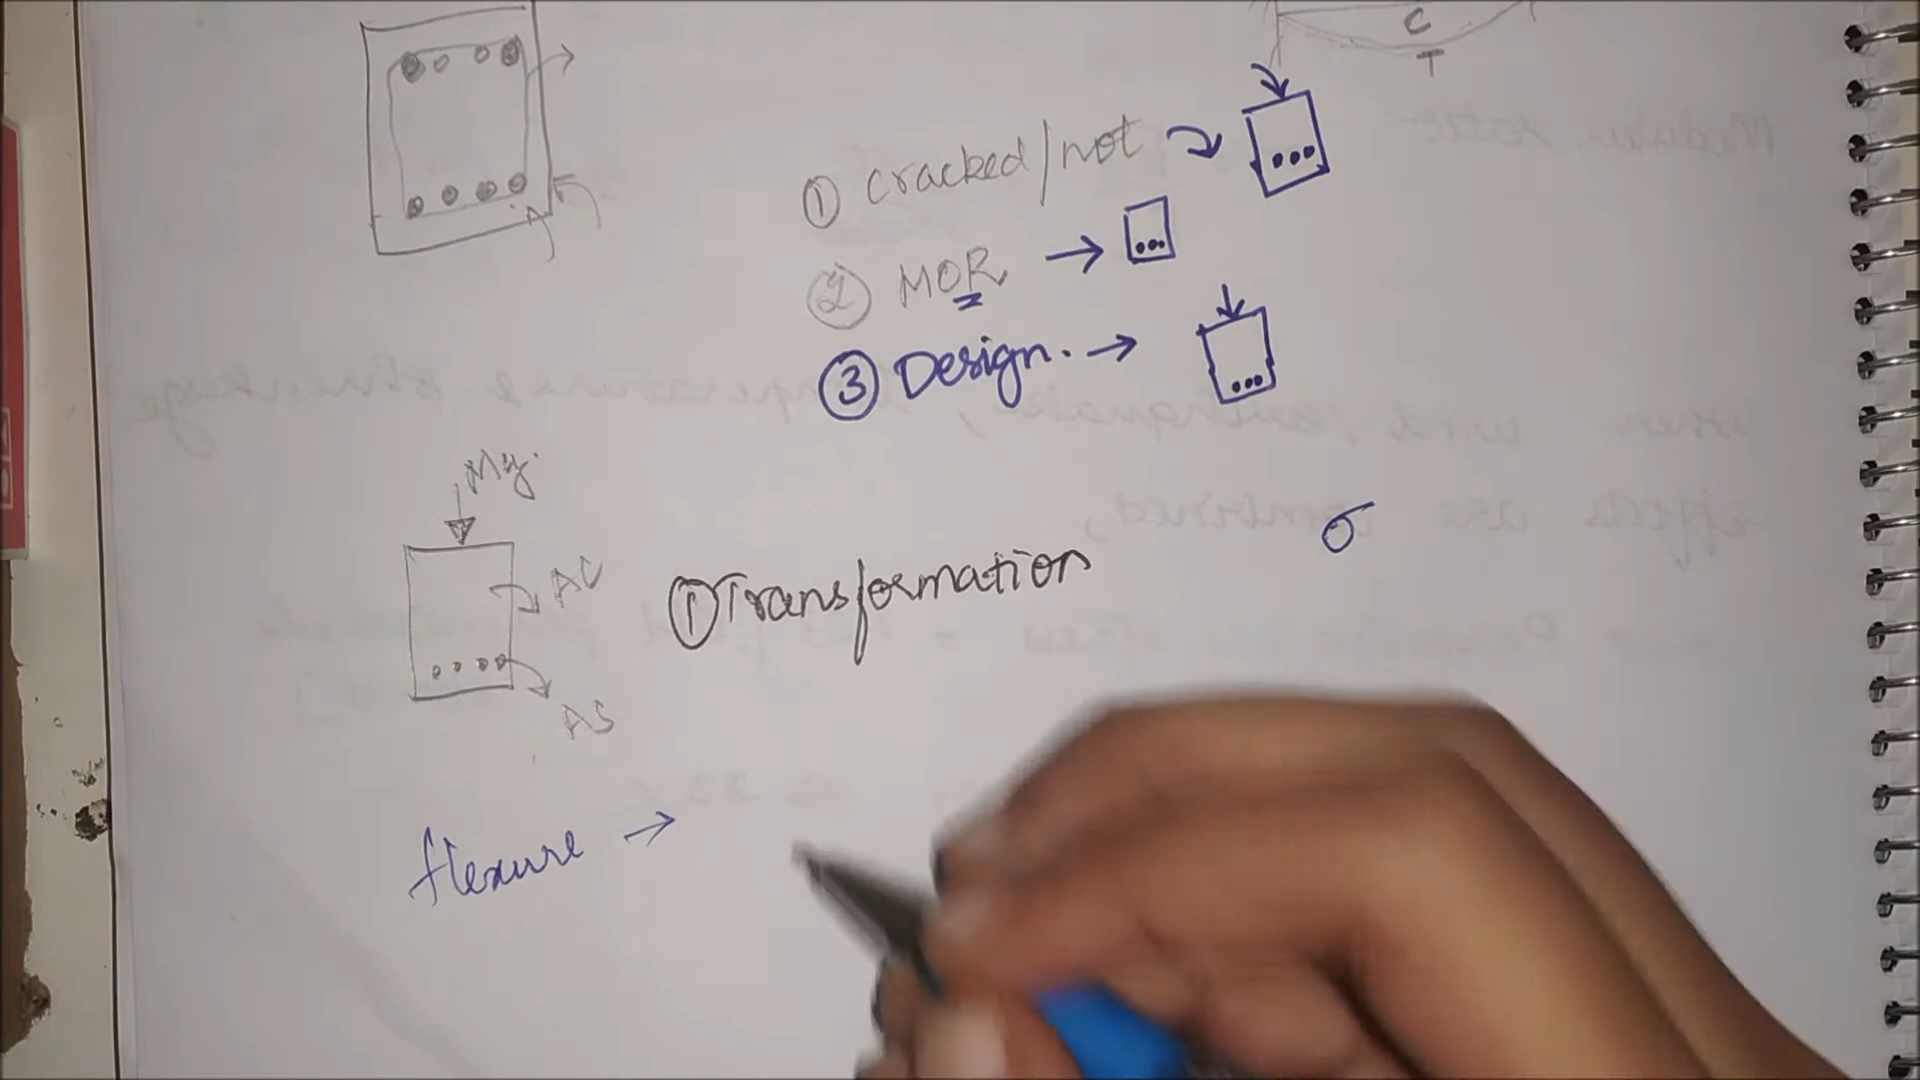 C
T
① Cracked/not
② MOR
③ Design. →
My.
AC
① Transformation
σ
AS
flexure →